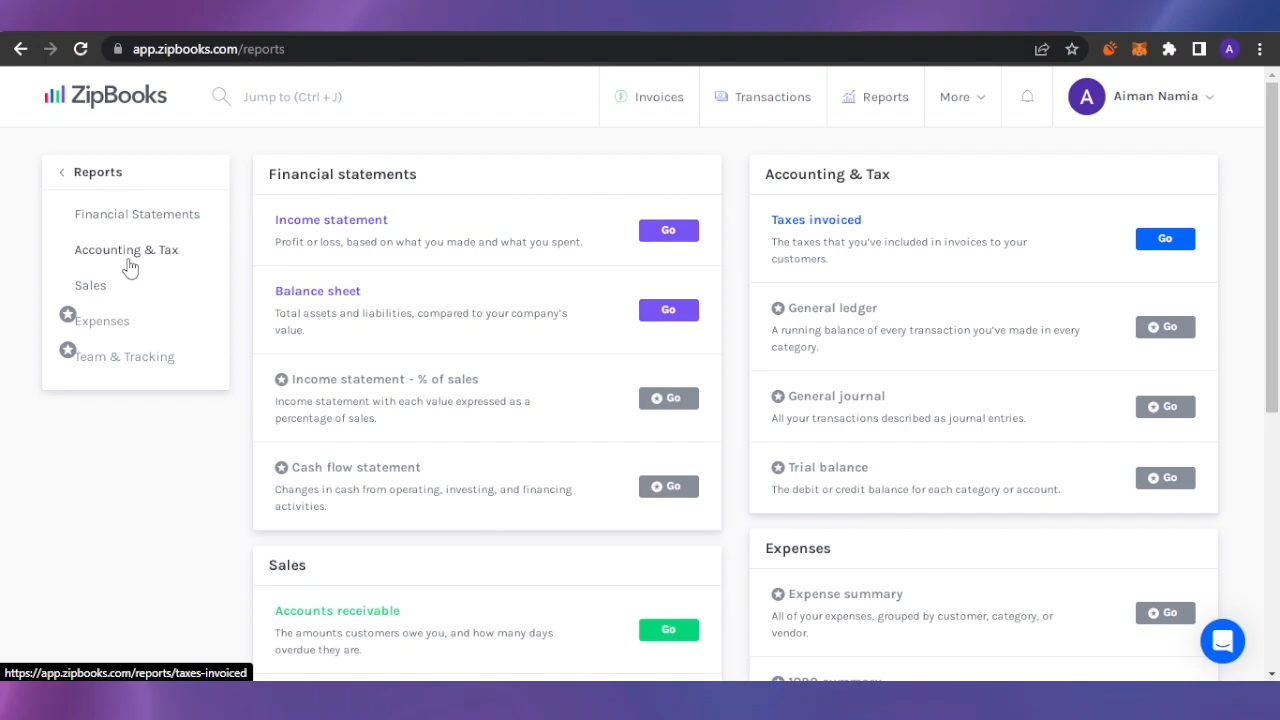 app.zipbooks.com/reports
A
ZipBooks
Jump to (Ctrl + J)
Invoices
Transactions
Reports
More
A
Aiman Namia
Reports
Financial Statements
Accounting & Tax
Sales
Expenses
Team & Tracking
Financial statements
Income statement
Profit or loss, based on what you made and what you spent.
Go
Balance sheet
Total assets and liabilities, compared to your company's
value.
Go
Income statement - % of sales
Income statement with each value expressed as a
percentage of sales.
Go
Cash flow statement
Changes in cash from operating, investing, and financing
activities.
Go
Sales
Accounts receivable
The amounts customers owe you, and how many days
overdue they are.
Go
Accounting & Tax
Taxes invoiced
The taxes that you've included in invoices to your
customers.
Go
General ledger
A running balance of every transaction you've made in every
category.
Go
General journal
All your transactions described as journal entries.
Go
Trial balance
The debit or credit balance for each category or account.
Go
Expenses
Expense summary
All of your expenses, grouped by customer, category, or
vendor.
Go
1099 summary
https://app.zipbooks.com/reports/taxes-invoiced